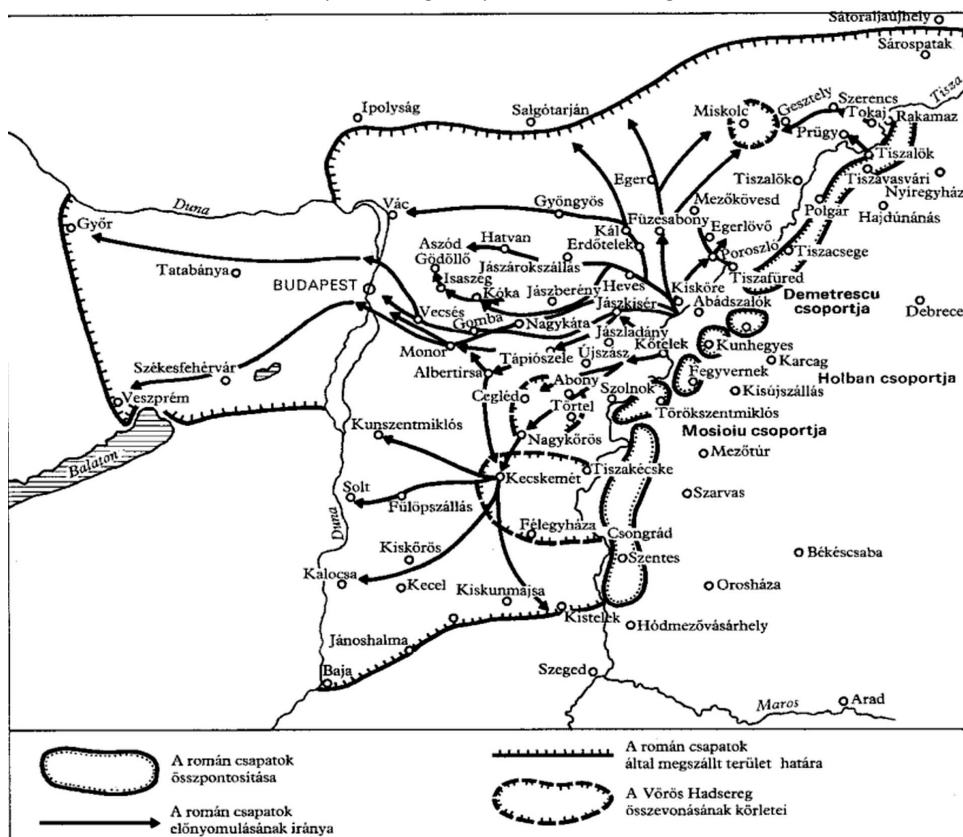 Sátoraljaújhely
Sárospatak
Ipolyság
Salgótarján
Miskolc
Gesztely
Szerencs
Tokaj
Tisza
Rakamaz
Prügy
Tiszalök
Tiszavasvári
Nyíregyház
Hajdúnánás
Polgár
Tiszalök
Eger
Mezőkövesd
Győr
Duna
Vác
Gyöngyös
Kál
Füzesabony
Egerlövő
Aszód
Hatvan
Erdőtelek
Poroszló
Tiszacsege
Tatabánya
Gödöllő
Jászárokszállás
Tiszafüred
BUDAPEST
Isaszeg
Kóka
Jászberény
Heves
Kisköre
Abádszalók
Demetrescu
csoportja
Debrece
Vecsés
Gomba
Nagykáta
Jászkisér
Monor
Jászladány
Kőtelek
Kunhegyes
Tápiószele
Újszász
Karcag
Székesfehérvár
Albertirsa
Fegyvernek
Holban csoportja
Veszprém
Cegléd
Abony
Szolnok
Kisújszállás
Törtel
Törökszentmiklós
Kunszentmiklós
Nagykőrös
Mosioiu csoportja
Balaton
Mezőtúr
Kecskemét
Tiszakécske
Solt
Fülöpszállás
Szarvas
Duna
Félegyháza
Csongrád
Kiskőrös
Szentes
Békéscsaba
Kalocsa
Kecel
Kiskunmajsa
Orosháza
Kistelek
Hódmezővásárhely
Jánoshalma
Baja
Szeged
Maros
Arad
A román csapatok
összpontosítása
A román csapatok
előnyomulásának iránya
A román csapatok
által megszállt terület határa
A Vörös Hadsereg
összevonásának körletei